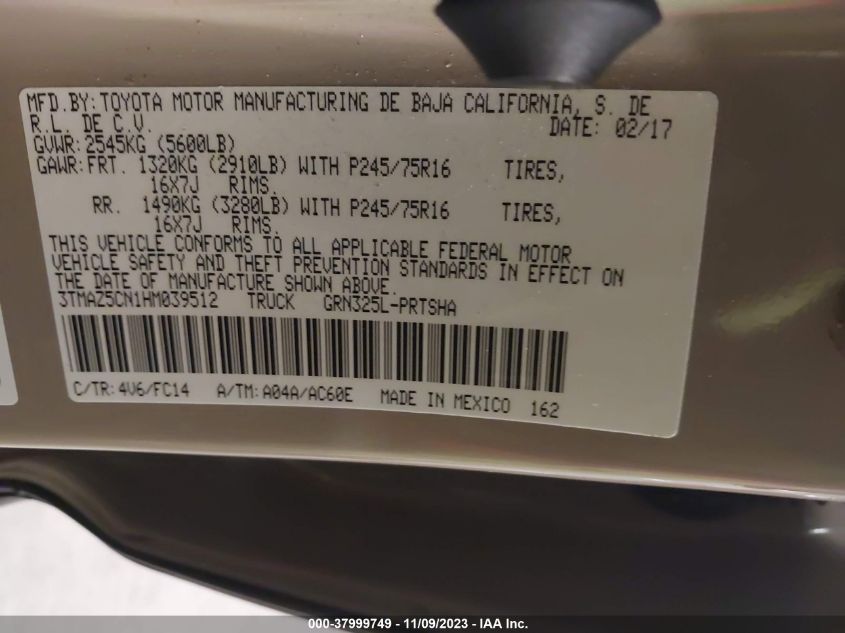 MFD.BY: TOYOTA MOTOR MANUFACTURING DE BAJA CALIFORNIA, S. DE
R.L. DE C.V. DATE: 02/17
GVWR: 2545KG (5600LB)
GAWR: FRT. 1320KG (2910LB) WITH P245/75R16 TIRES,
16X7J RIMS.
RR. 1490KG (3280LB) WITH P245/75R16 TIRES,
16X7J RIMS.
THIS VEHICLE CONFORMS TO ALL APPLICABLE FEDERAL MOTOR
VEHICLE SAFETY AND THEFT PREVENTION STANDARDS IN EFFECT ON
THE DATE OF MANUFACTURE SHOWN ABOVE.
3TMAZ5CN1HM039512 TRUCK GRN325L-PRTSHA
C/TR: 4V6/FC14 A/TM: A04A/AC60E MADE IN MEXICO 162
000-37999749 - 11/09/2023 - IAA Inc.